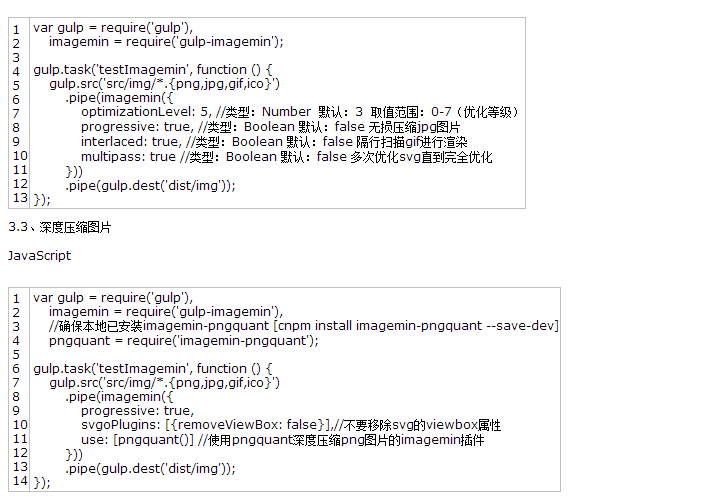 1 var gulp = require('gulp'),
2     imagemin = require('gulp-imagemin');
3
4 gulp.task('testImagemin', function () {
5     gulp.src('src/img/*.{png,jpg,gif,ico}')
6         .pipe(imagemin({
7             optimizationLevel: 5, //类型：Number  默认：3  取值范围：0-7（优化等级）
8             progressive: true, //类型：Boolean 默认：false 无损压缩jpg图片
9             interlaced: true, //类型：Boolean 默认：false 隔行扫描gif进行渲染
10            multipass: true //类型：Boolean 默认：false 多次优化svg直到完全优化
11        }))
12        .pipe(gulp.dest('dist/img'));
13 });
3.3、深度压缩图片
JavaScript
1 var gulp = require('gulp'),
2     imagemin = require('gulp-imagemin'),
3     //确保本地已安装imagemin-pngquant [cnpm install imagemin-pngquant --save-dev]
4     pngquant = require('imagemin-pngquant');
5
6 gulp.task('testImagemin', function () {
7     gulp.src('src/img/*.{png,jpg,gif,ico}')
8         .pipe(imagemin({
9             progressive: true,
10            svgoPlugins: [{removeViewBox: false}],//不要移除svg的viewbox属性
11            use: [pngquant()] //使用pngquant深度压缩png图片的imagemin插件
12        }))
13        .pipe(gulp.dest('dist/img'));
14 });